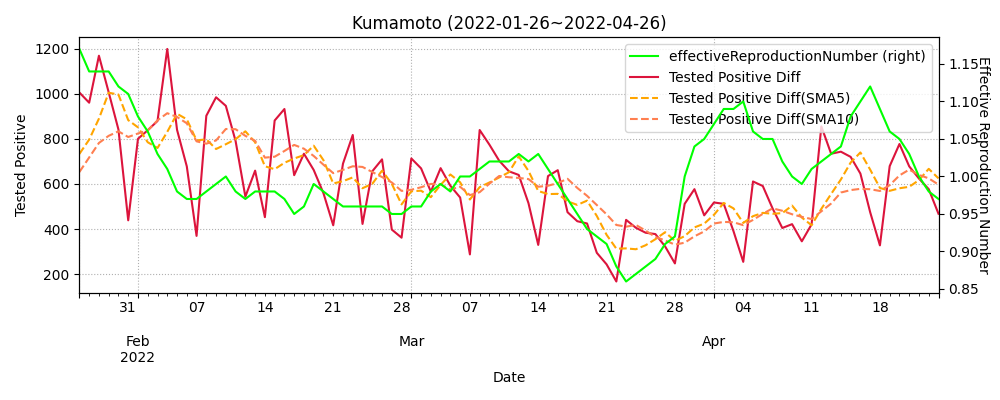 Kumamoto (2022-01-26~2022-04-26)
1200
1000
800
600
400
200
Tested Positive
effectiveReproductionNumber (right)
Tested Positive Diff
Tested Positive Diff(SMA5)
Tested Positive Diff(SMA10)
1.15
1.10
1.05
1.00
0.95
0.90
0.85
Effective Reproduction Number
31 07 14 21 28 07 14 21 28 04 11 18
Feb Mar Apr
2022
Date